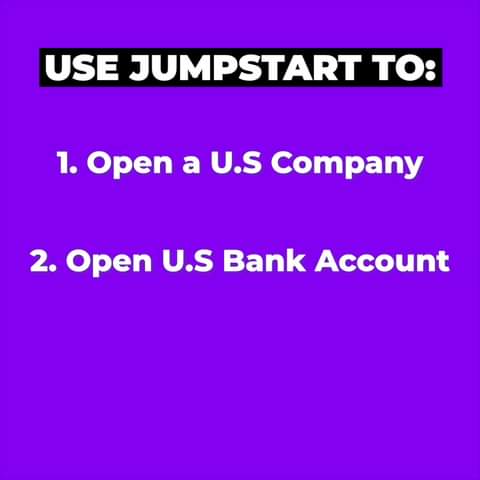 USE JUMPSTART TO:
1. Open a U.S Company
2. Open U.S Bank Account